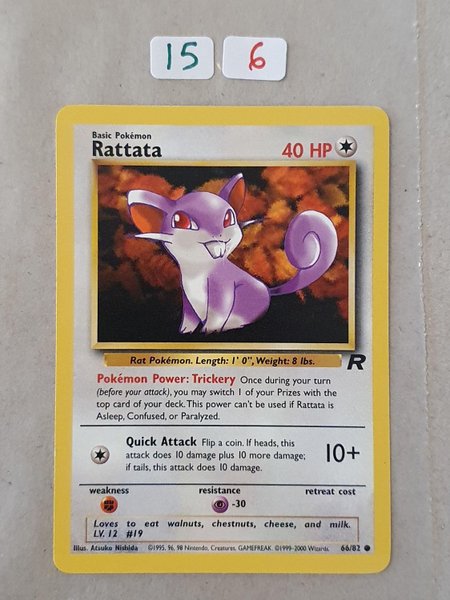 15 6
Basic Pokémon
Rattata 40 HP
Rat Pokémon. Length: 1' 0", Weight: 8 lbs.
R
Pokémon Power: Trickery Once during your turn
(before your attack), you may switch 1 of your Prizes with the
top card of your deck. This power can't be used if Rattata is
Asleep, Confused, or Paralyzed.
Quick Attack Flip a coin. If heads, this
attack does 10 damage plus 10 more damage;
if tails, this attack does 10 damage.
10+
weakness resistance retreat cost
-30
Loves to eat walnuts, chestnuts, cheese, and milk.
LV. 12 #19
Illus. Atsuko Nishida ©1995, 96, 98 Nintendo, Creatures, GAMEFREAK. ©1999-2000 Wizards. 66/82